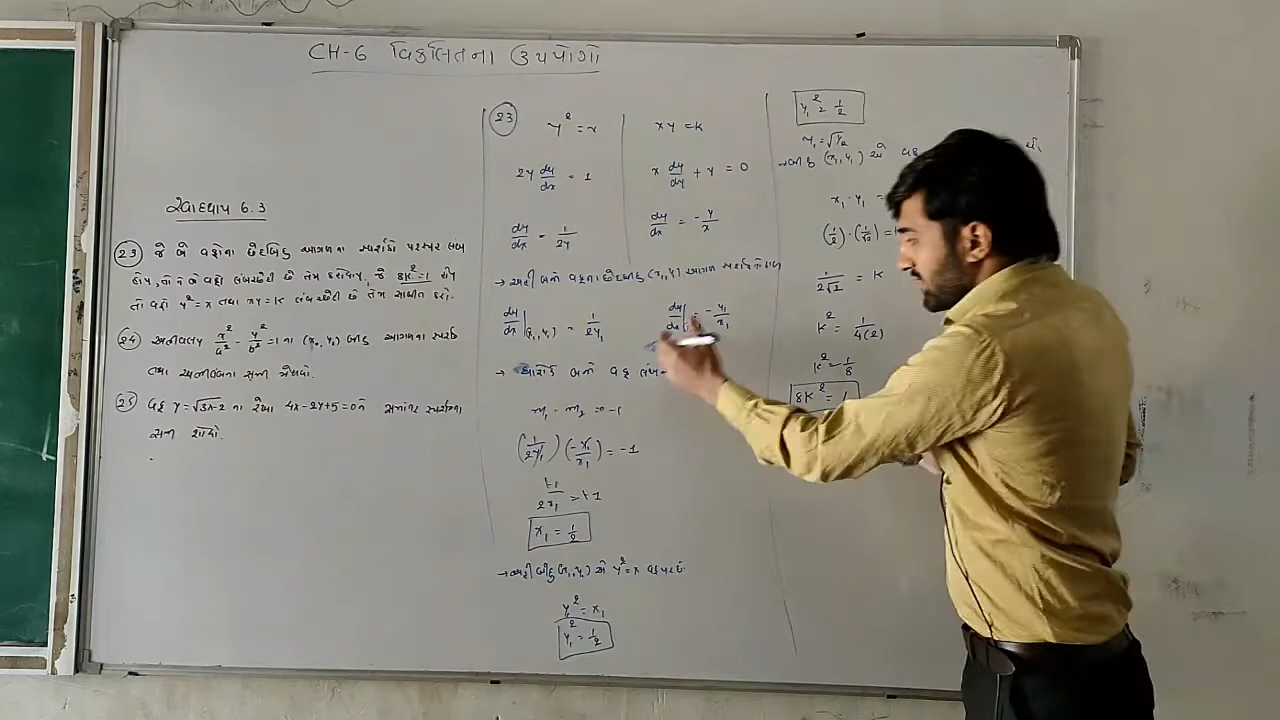 CH-6 વિકલિતના ઉપયોગો
સ્વાધ્યાય 6.3
(23) જો બે વક્રોના છેદબિંદુ આગળના સ્પર્શકો પરસ્પર લંબ
હોય, તો તે બે વક્રો લંબચ્છેદી છે તેમ કહેવાય, જો 8K²=1 હોય
તો વક્રો y²=x તથા xy=K લંબચ્છેદી છે તેમ સાબિત કરો.
(24) અતિવલય x²/a² - y²/b² = 1 ના (x₀, y₀) બિંદુ આગળના સ્પર્શક
તથા અભિલંબના સમી. મેળવો.
(25) વક્ર y=√3x-2 ના રેખા 4x-2y+5=0 ને સમાંતર સ્પર્શકના
સમી. શોધો.
(23) y² = x
2y dy/dx = 1
dy/dx = 1/2y
xy = k
x dy/dy + y = 0
dy/dx = -y/x
→ અહીં બંને વક્રના છેદબિંદુ (x₁, y₁) આગળ
dy/dx|(x₁, y₁) = 1/2y₁
dy/dx = -y₁/x₁
→ બંને વક્ર લંબ
m₁ · m₂ = -1
(1/2y₁) (-y₁/x₁) = -1
+1/2x₁ = +1
x₁ = 1/2
→ અહીં બિંદુ (x₁, y₁) એ y² = x વક્ર પર છે
y₁² = x₁
y₁² = 1/2
y₁² = 1/2
y₁ = √1/2
→ બિંદુ (x₁, y₁) એ વક્ર
x₁ · y₁ =
(1/2) · (1/√2) =
1/2√2 = K
K² = 1/4(2)
K² = 1/8
8K² = 1